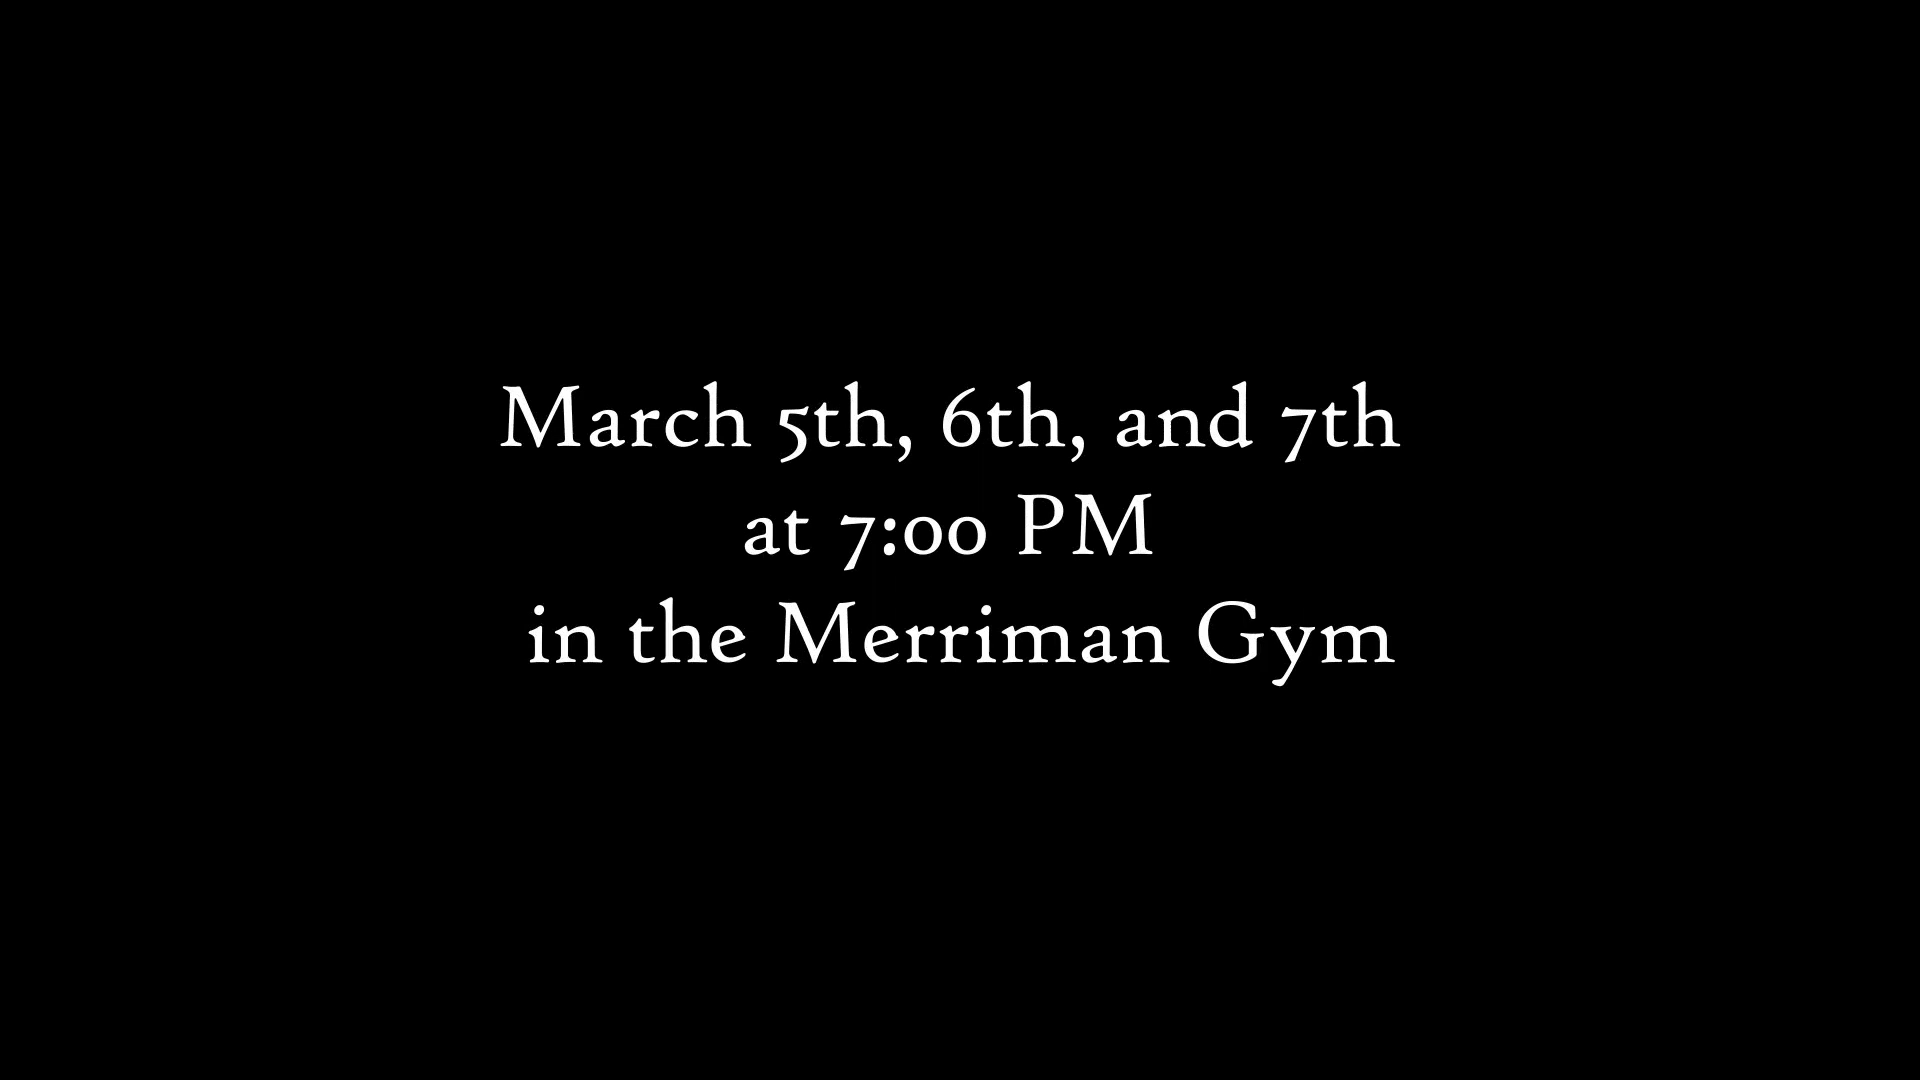 March 5th, 6th, and 7th
at 7:00 PM
in the Merriman Gym